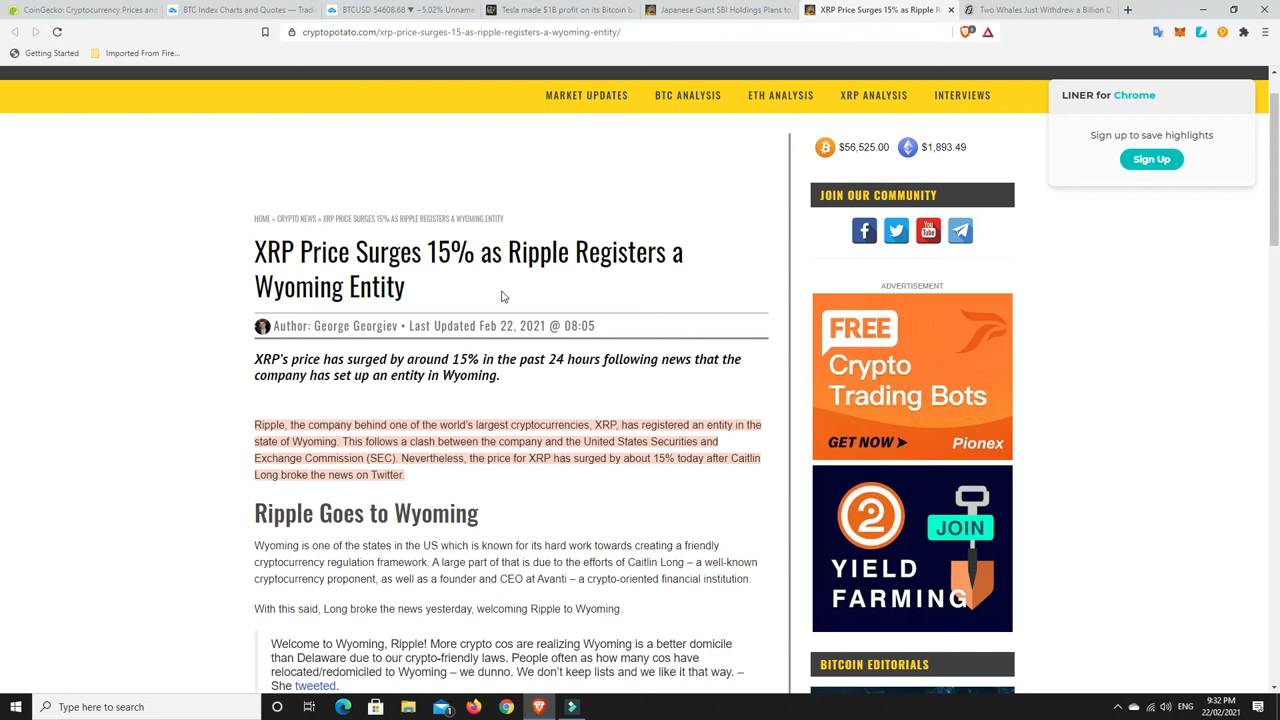 CoinGecko: Cryptocurrency Prices and
BTC Index Charts and Quotes — Tradi
BTCUSD 54608.68 ▼ −5.02% Unnam
Tesla made $1B profit on its Bitcoin b
Japanese Giant SBI Holdings Plans to
XRP Price Surges 15% as Ripple R
Two Whales Just Withdrew a Billion D
cryptopotato.com/xrp-price-surges-15-as-ripple-registers-a-wyoming-entity/
Getting Started
Imported From Fire...
MARKET UPDATES
BTC ANALYSIS
ETH ANALYSIS
XRP ANALYSIS
INTERVIEWS
LINER for Chrome
Sign up to save highlights
Sign Up
$56,525.00
$1,893.49
JOIN OUR COMMUNITY
HOME » CRYPTO NEWS » XRP PRICE SURGES 15% AS RIPPLE REGISTERS A WYOMING ENTITY
XRP Price Surges 15% as Ripple Registers a
Wyoming Entity
Author: George Georgiev • Last Updated Feb 22, 2021 @ 08:05
XRP's price has surged by around 15% in the past 24 hours following news that the
company has set up an entity in Wyoming.
Ripple, the company behind one of the world's largest cryptocurrencies, XRP, has registered an entity in the
state of Wyoming. This follows a clash between the company and the United States Securities and
Exchange Commission (SEC). Nevertheless, the price for XRP has surged by about 15% today after Caitlin
Long broke the news on Twitter.
Ripple Goes to Wyoming
Wyoming is one of the states in the US which is known for its hard work towards creating a friendly
cryptocurrency regulation framework. A large part of that is due to the efforts of Caitlin Long – a well-known
cryptocurrency proponent, as well as a founder and CEO at Avanti – a crypto-oriented financial institution.
With this said, Long broke the news yesterday, welcoming Ripple to Wyoming.
Welcome to Wyoming, Ripple! More crypto cos are realizing Wyoming is a better domicile
than Delaware due to our crypto-friendly laws. People often as how many cos have
relocated/redomiciled to Wyoming – we dunno. We don't keep lists and we like it that way. –
She tweeted.
ADVERTISEMENT
FREE
Crypto
Trading Bots
GET NOW ➤
Pionex
2
JOIN
YIELD
FARMING
BITCOIN EDITORIALS
Type here to search
ENG
9:32 PM
22/02/2021